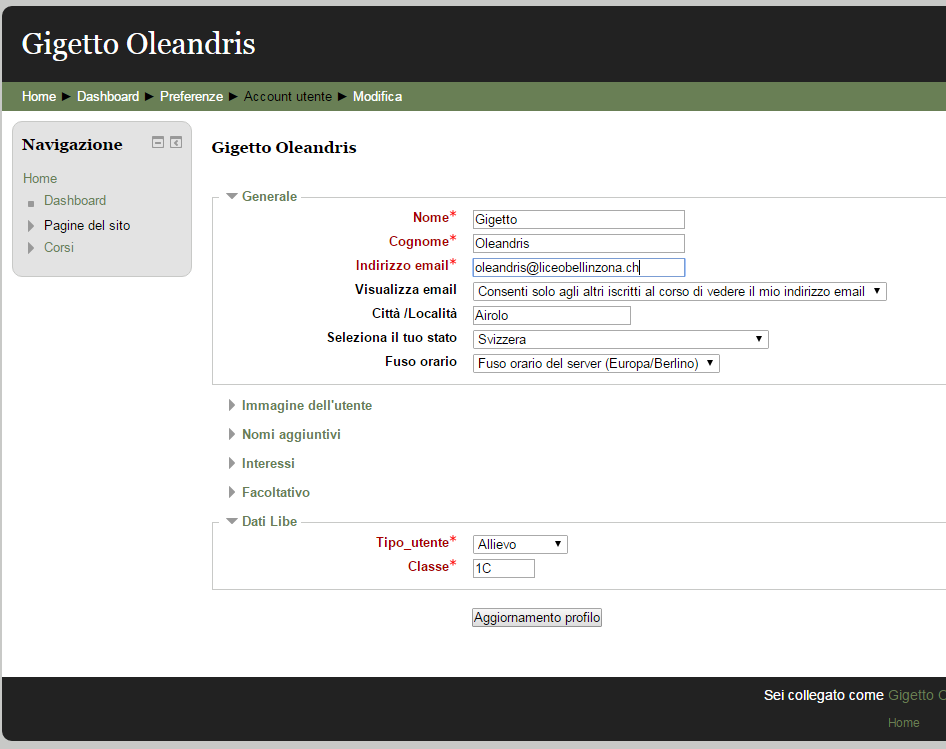 Gigetto Oleandris
Home ► Dashboard ► Preferenze ► Account utente ► Modifica
Navigazione
Home
Dashboard
Pagine del sito
Corsi
Gigetto Oleandris
Generale
Nome* Gigetto
Cognome* Oleandris
Indirizzo email* oleandris@liceobellinzona.ch
Visualizza email Consenti solo agli altri iscritti al corso di vedere il mio indirizzo email
Città /Località Airolo
Seleziona il tuo stato Svizzera
Fuso orario Fuso orario del server (Europa/Berlino)
Immagine dell'utente
Nomi aggiuntivi
Interessi
Facoltativo
Dati Libe
Tipo_utente* Allievo
Classe* 1C
Aggiornamento profilo
Sei collegato come Gigetto O
Home